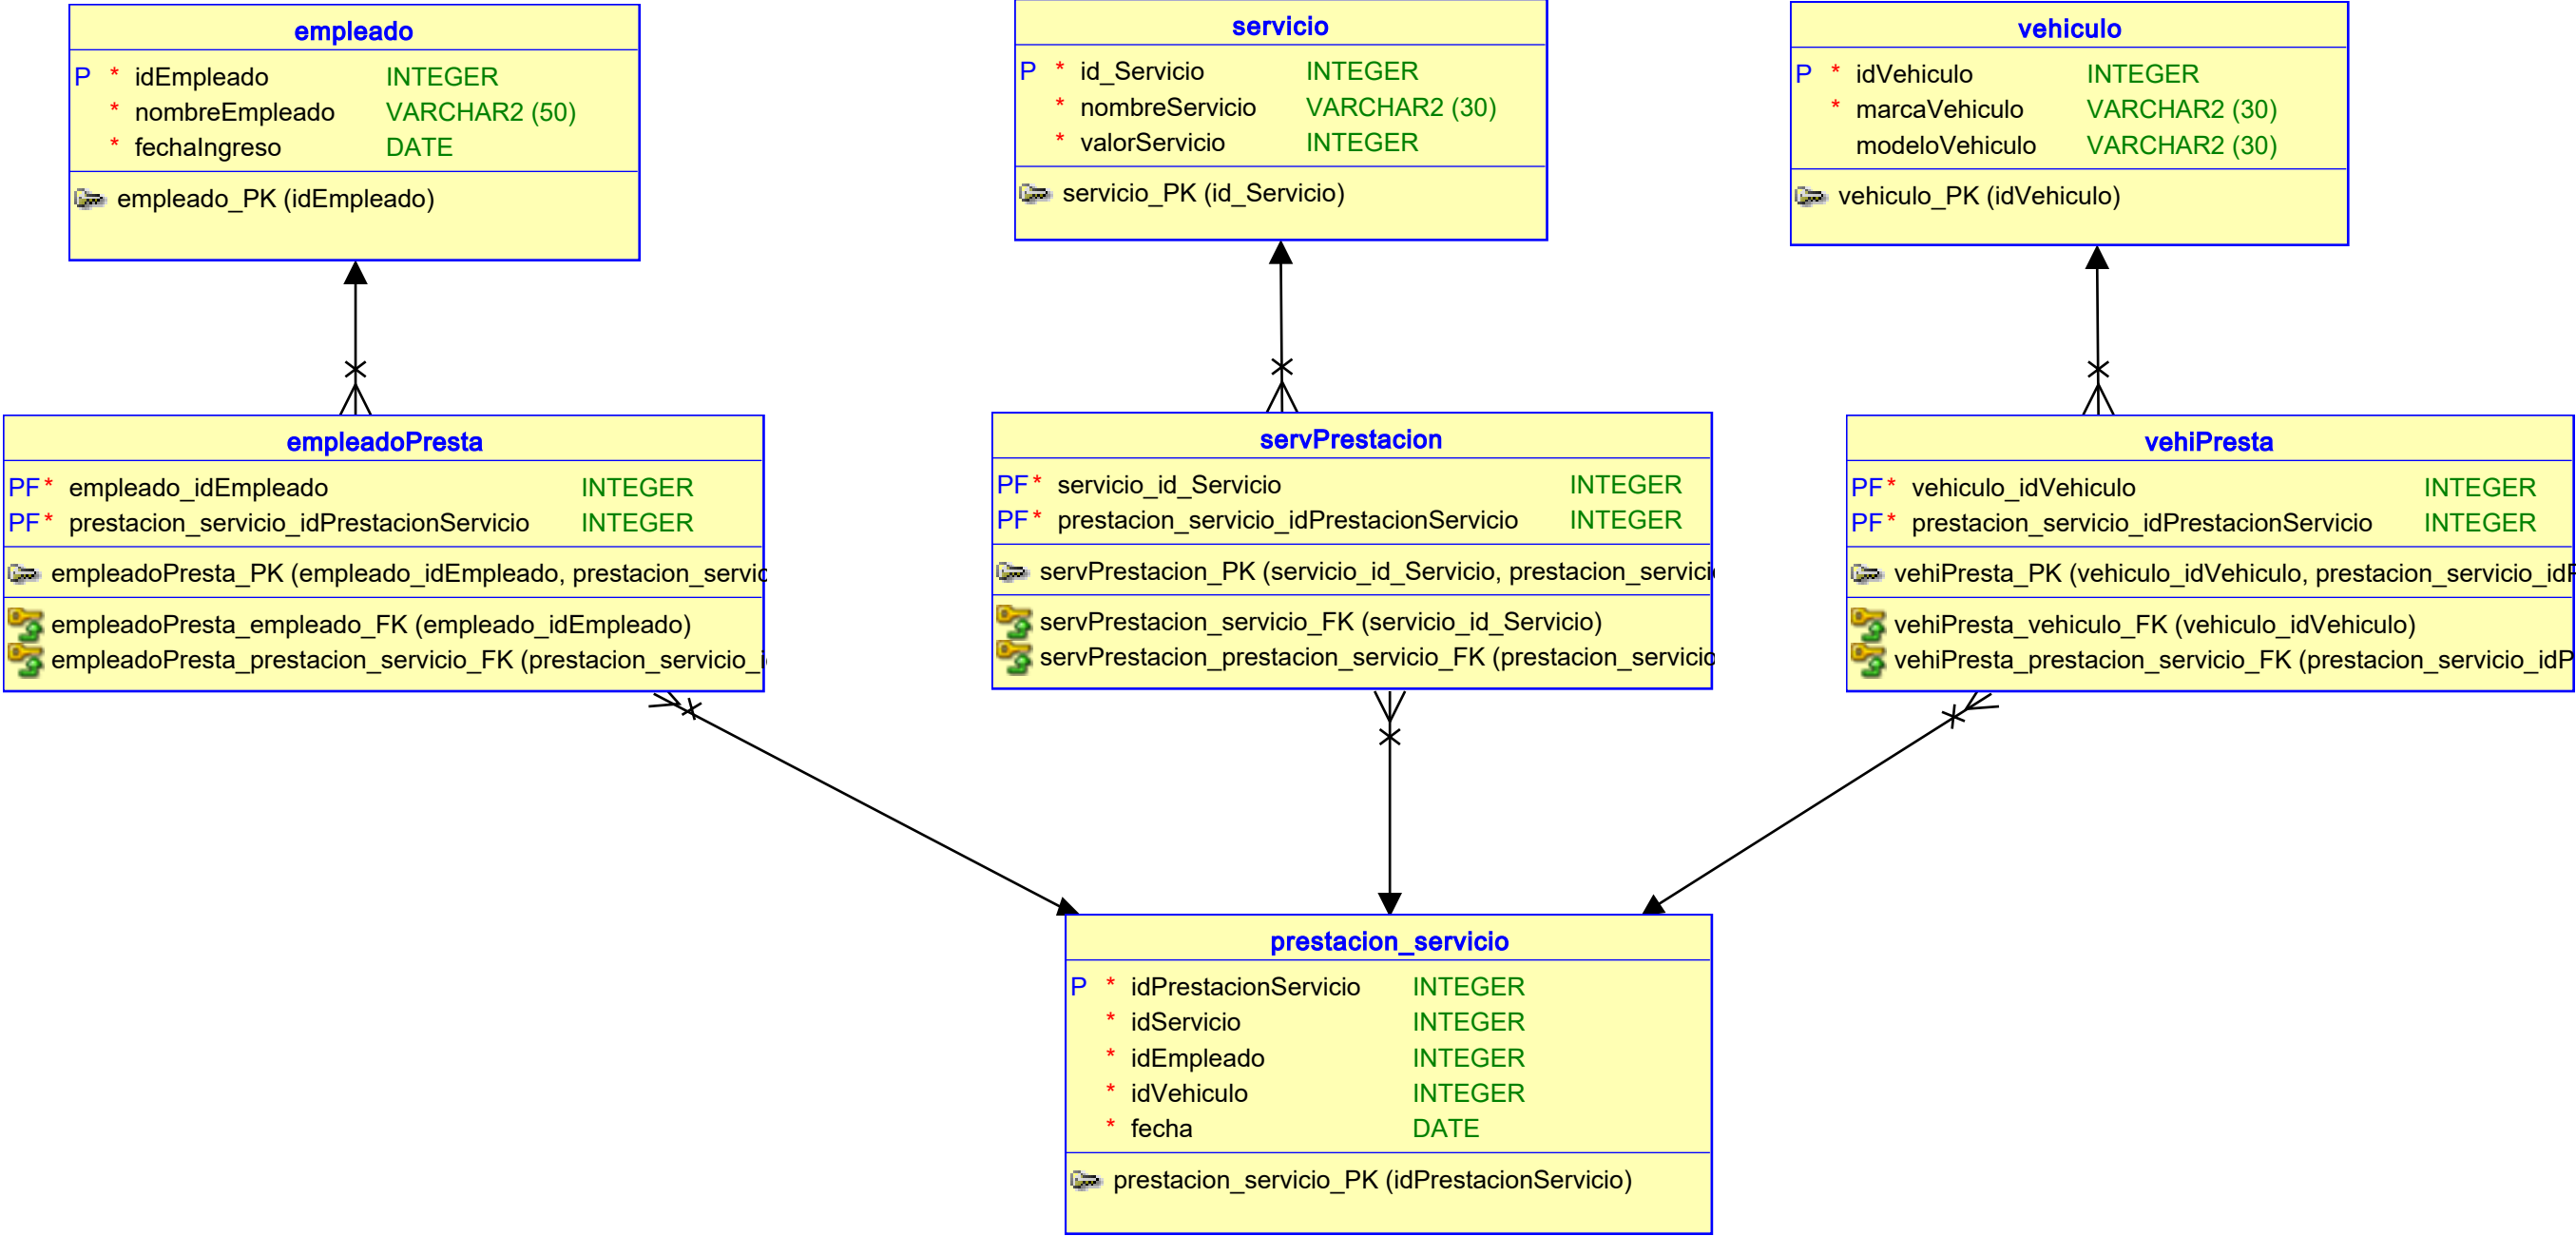 empleado
P * idEmpleado INTEGER
* nombreEmpleado VARCHAR2 (50)
* fechaIngreso DATE
empleado_PK (idEmpleado)
servicio
P * id_Servicio INTEGER
* nombreServicio VARCHAR2 (30)
* valorServicio INTEGER
servicio_PK (id_Servicio)
vehiculo
P * idVehiculo INTEGER
* marcaVehiculo VARCHAR2 (30)
modeloVehiculo VARCHAR2 (30)
vehiculo_PK (idVehiculo)
empleadoPresta
PF * empleado_idEmpleado INTEGER
PF * prestacion_servicio_idPrestacionServicio INTEGER
empleadoPresta_PK (empleado_idEmpleado, prestacion_servic
empleadoPresta_empleado_FK (empleado_idEmpleado)
empleadoPresta_prestacion_servicio_FK (prestacion_servicio_i
servPrestacion
PF * servicio_id_Servicio INTEGER
PF * prestacion_servicio_idPrestacionServicio INTEGER
servPrestacion_PK (servicio_id_Servicio, prestacion_servici
servPrestacion_servicio_FK (servicio_id_Servicio)
servPrestacion_prestacion_servicio_FK (prestacion_servicio
vehiPresta
PF * vehiculo_idVehiculo INTEGER
PF * prestacion_servicio_idPrestacionServicio INTEGER
vehiPresta_PK (vehiculo_idVehiculo, prestacion_servicio_idP
vehiPresta_vehiculo_FK (vehiculo_idVehiculo)
vehiPresta_prestacion_servicio_FK (prestacion_servicio_idP
prestacion_servicio
P * idPrestacionServicio INTEGER
* idServicio INTEGER
* idEmpleado INTEGER
* idVehiculo INTEGER
* fecha DATE
prestacion_servicio_PK (idPrestacionServicio)